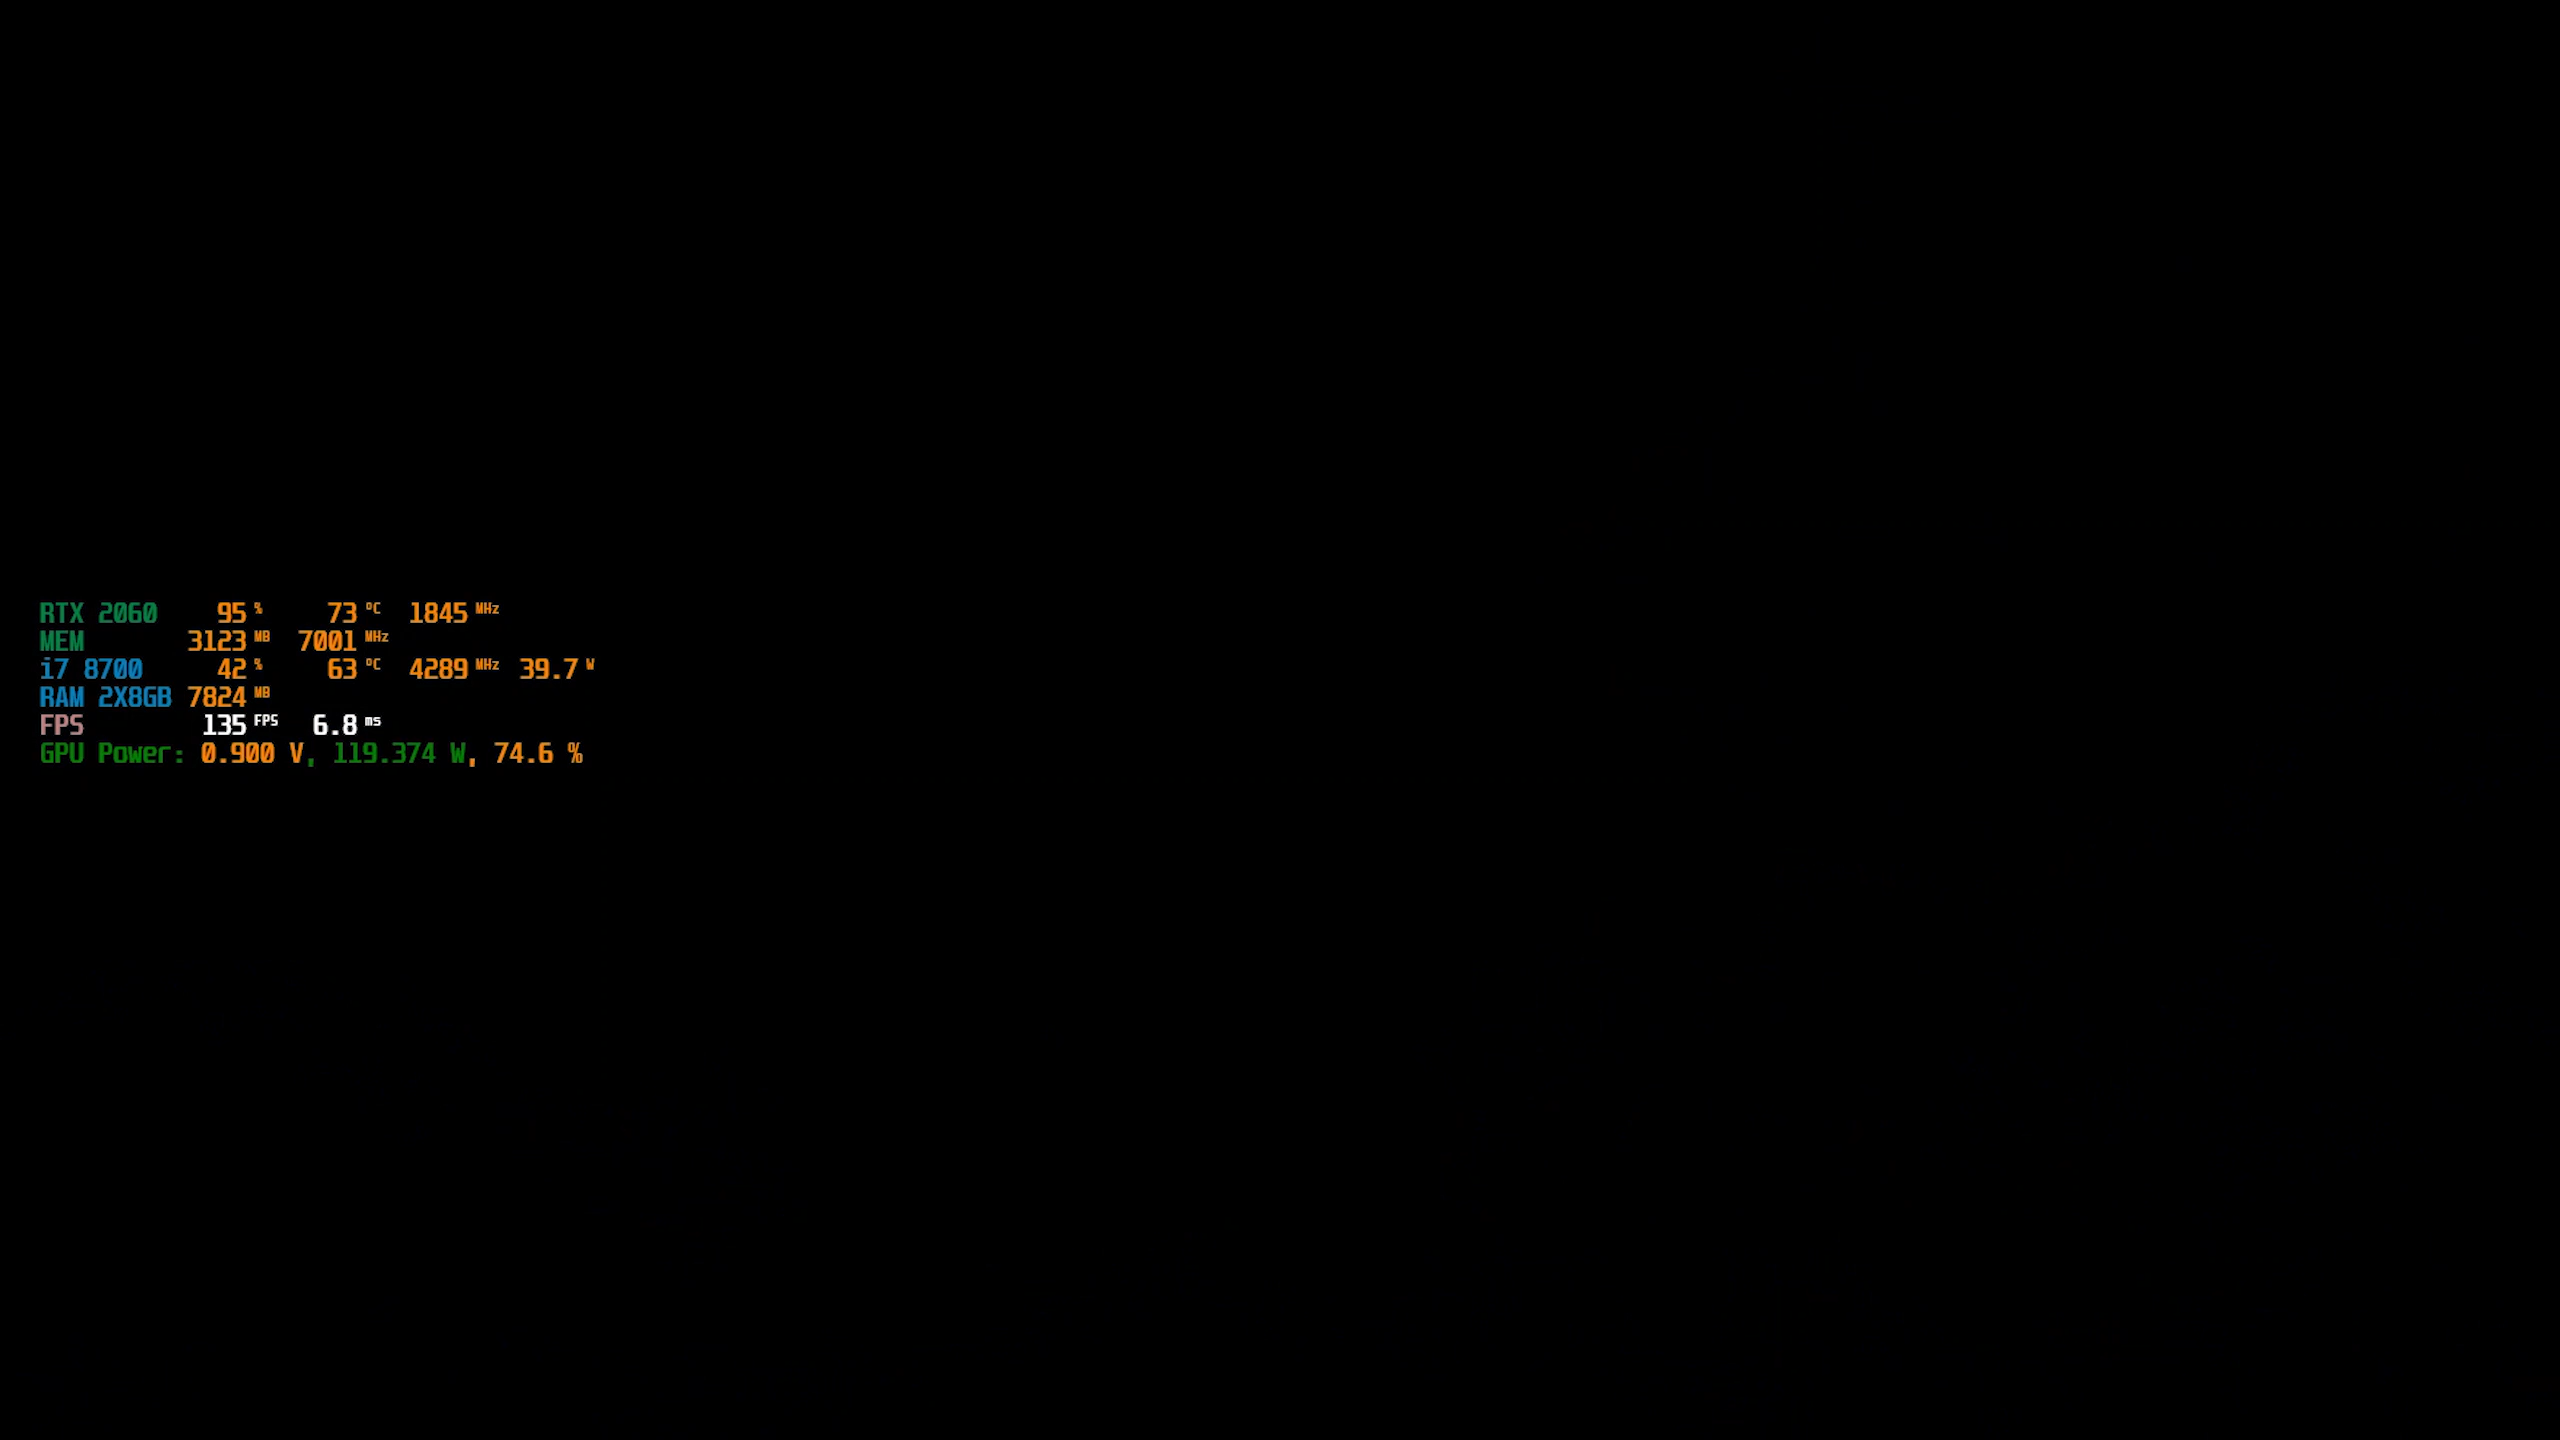 RTX 2060 95 % 73 °C 1845 MHz
MEM 3123 MB 7001 MHz
i7 8700 42 % 63 °C 4289 MHz 39.7 W
RAM 2X8GB 7824 MB
FPS 135 FPS 6.8 ms
GPU Power: 0.900 V, 119.374 W, 74.6 %